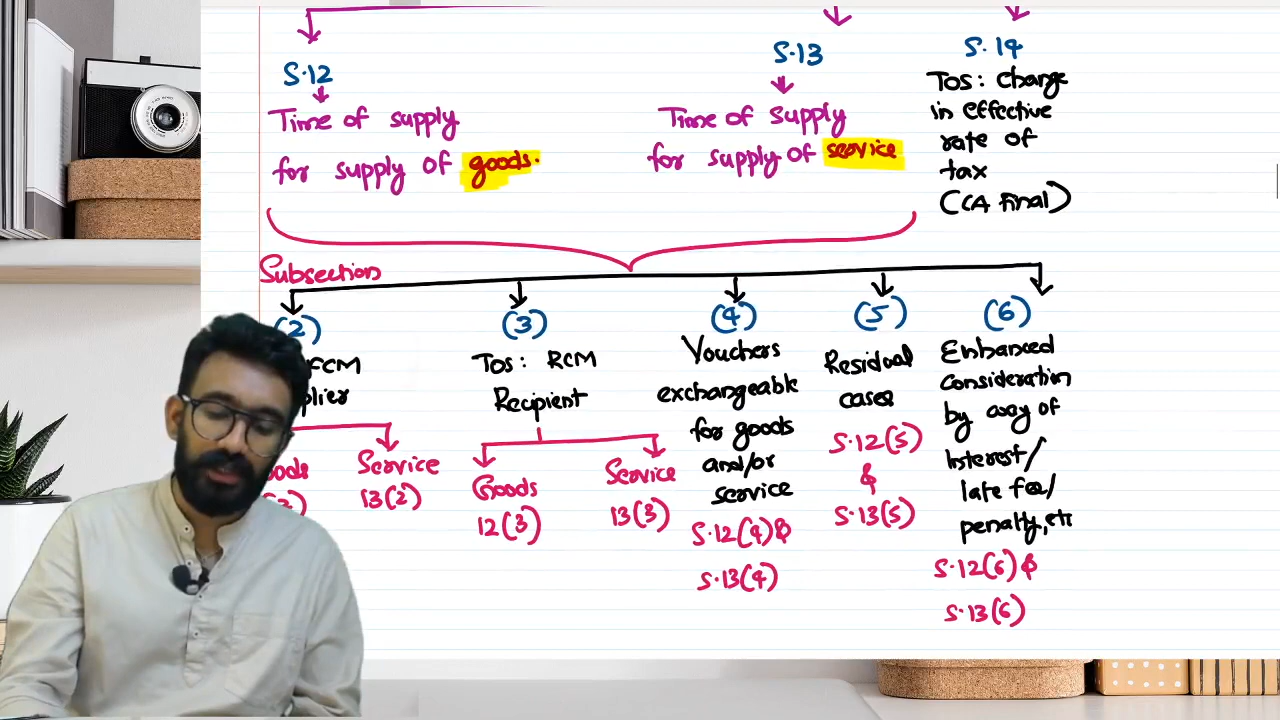 S.12
Time of supply
for supply of goods.
S.13
Time of supply
for supply of service
S.14
Tos: Change
in effective
rate of
tax
(CA final)
Subsection
(2)
FCM
(3)
Tos: RCM
Recipient
Goods
12(3)
Service
13(3)
Service
13(2)
(4)
Vouchers
exchangeable
for goods
and/or
service
S.12(4) &
S.13(4)
(5)
Residual
cases
S.12(5)
&
S.13(5)
(6)
Enhanced
consideration
by way of
Interest/
late fee/
penalty, etc
S.12(6) &
S.13(6)